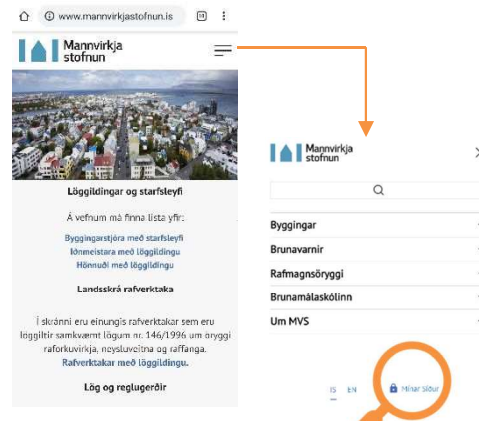 www.mannvirkjastofnun.is
Mannvirkja
stofnun
Löggildingar og starfsleyfi
Á vefnum má finna lista yfir:
Byggingarstjóra með starfsleyfi
Iðnmeistara með löggildingu
Hönnuði með löggildingu
Landsskrá rafverktaka
Í skránni eru einungis rafverktakar sem eru
löggiltir samkvæmt lögum nr. 146/1996 um öryggi
raforkuvirkja, neysluveitna og raffanga.
Rafverktakar með löggildingu.
Lög og reglugerðir
Mannvirkja
stofnun
Byggingar
Brunavarnir
Rafmagnsöryggi
Brunamálaskólinn
Um MVS
IS EN Mínar síður